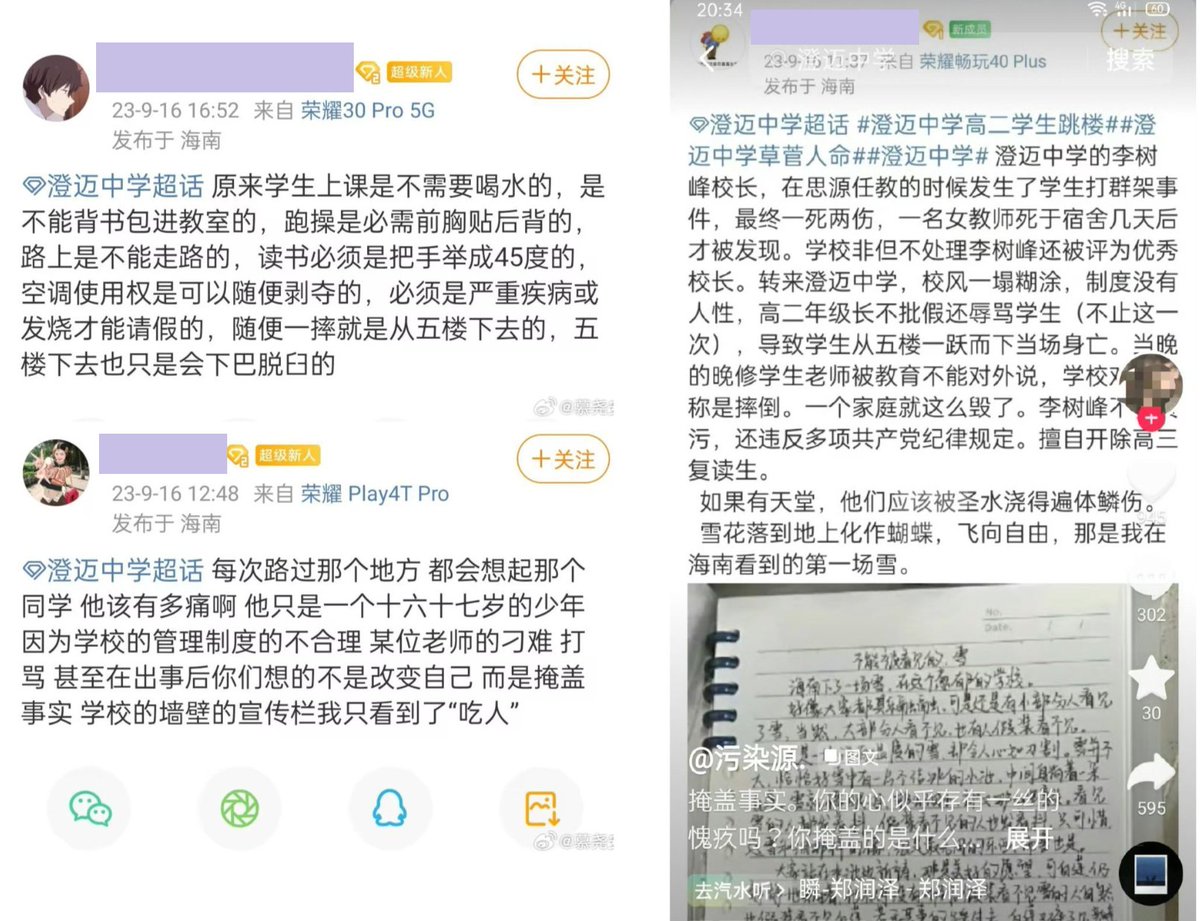 超级新人
+关注
23-9-16 16:52 来自 荣耀30 Pro 5G
发布于 海南
澄迈中学超话 原来学生上课是不需要喝水的，是
不能背书包进教室的，跑操是必需前胸贴后背的，
路上是不能走路的，读书必须是把手举成45度的，
空调使用权是可以随便剥夺的，必须是严重疾病或
发烧才能请假的，随便一摔就是从五楼下去的，五
楼下去也只是会下巴脱臼的
超级新人
+关注
23-9-16 12:48 来自 荣耀 Play4T Pro
发布于 海南
澄迈中学超话 每次路过那个地方 都会想起那个
同学 他该有多痛啊 他只是一个十六十七岁的少年
因为学校的管理制度的不合理 某位老师的刁难 打
骂 甚至在出事后你们想的不是改变自己 而是掩盖
事实 学校的墙壁的宣传栏我只看到了“吃人”
20:34
4G
60
新成员
+关注
澄迈中学
搜索
23-9-16 11:37 来自 荣耀畅玩40 Plus
发布于 海南
澄迈中学超话 #澄迈中学高二学生跳楼##澄
迈中学草菅人命##澄迈中学# 澄迈中学的李树
峰校长，在思源任教的时候发生了学生打群架事
件，最终一死两伤，一名女教师死于宿舍几天后
才被发现。学校非但不处理李树峰还被评为优秀
校长。转来澄迈中学，校风一塌糊涂，制度没有
人性，高二年级长不批假还辱骂学生（不止这一
次），导致学生从五楼一跃而下当场身亡。当晚
的晚修学生老师被教育不能对外说，学校对
称是摔倒。一个家庭就这么毁了。李树峰不
污，还违反多项共产党纪律规定。擅自开除高三
复读生。
如果有天堂，他们应该被圣水浇得遍体鳞伤。
雪花落到地上化作蝴蝶，飞向自由，那是我在
海南看到的第一场雪。
No.
Date.
不能被看见的雪
海南下了一场雪，在这个
302
30
595
@污染源. 图文
掩盖事实。你的心似乎存有一丝的
愧疚吗？你掩盖的是什么... 展开
去汽水听 瞬-郑润泽 - 郑润泽